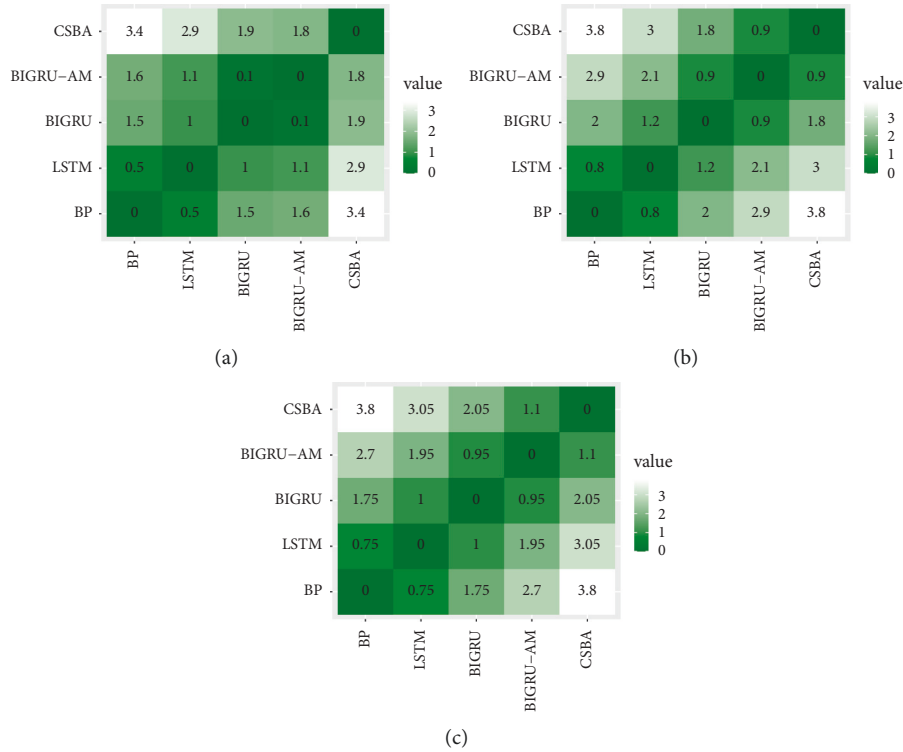 CSBA 3.4 2.9 1.9 1.8 0
BIGRU-AM 1.6 1.1 0.1 0 1.8
BIGRU 1.5 1 0 0.1 1.9
LSTM 0.5 0 1 1.1 2.9
BP 0 0.5 1.5 1.6 3.4
BP LSTM BIGRU BIGRU-AM CSBA
value
3
2
1
0
(a)
CSBA 3.8 3 1.8 0.9 0
BIGRU-AM 2.9 2.1 0.9 0 0.9
BIGRU 2 1.2 0 0.9 1.8
LSTM 0.8 0 1.2 2.1 3
BP 0 0.8 2 2.9 3.8
BP LSTM BIGRU BIGRU-AM CSBA
value
3
2
1
0
(b)
CSBA 3.8 3.05 2.05 1.1 0
BIGRU-AM 2.7 1.95 0.95 0 1.1
BIGRU 1.75 1 0 0.95 2.05
LSTM 0.75 0 1 1.95 3.05
BP 0 0.75 1.75 2.7 3.8
BP LSTM BIGRU BIGRU-AM CSBA
value
3
2
1
0
(c)